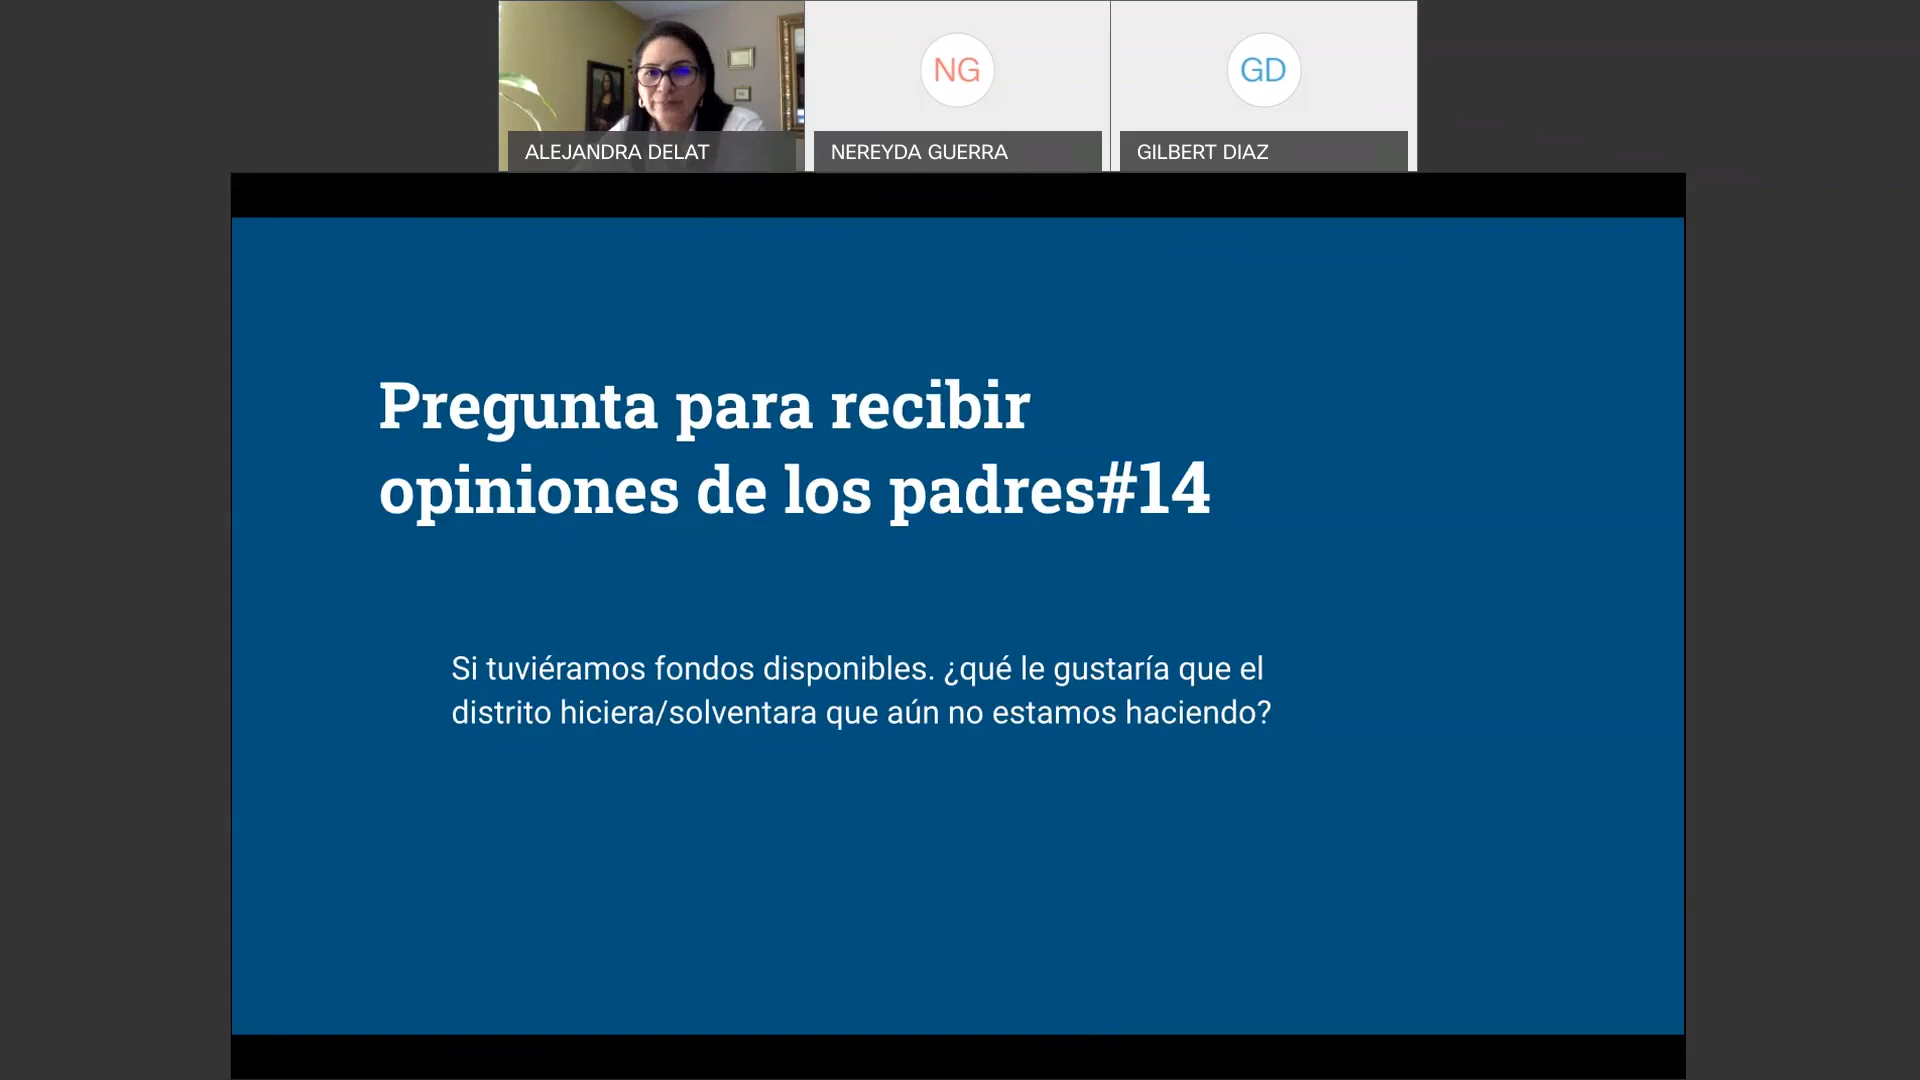 NG
GD
ALEJANDRA DELAT
NEREYDA GUERRA
GILBERT DIAZ
Pregunta para recibir
opiniones de los padres#14
Si tuviéramos fondos disponibles. ¿qué le gustaría que el
distrito hiciera/solventara que aún no estamos haciendo?